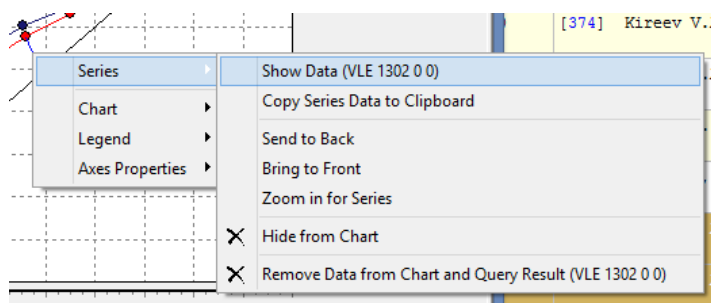 [374] Kireev V.
Series
Show Data (VLE 1302 0 0)
Copy Series Data to Clipboard
Chart
Legend
Send to Back
Axes Properties
Bring to Front
Zoom in for Series
Hide from Chart
Remove Data from Chart and Query Result (VLE 1302 0 0)